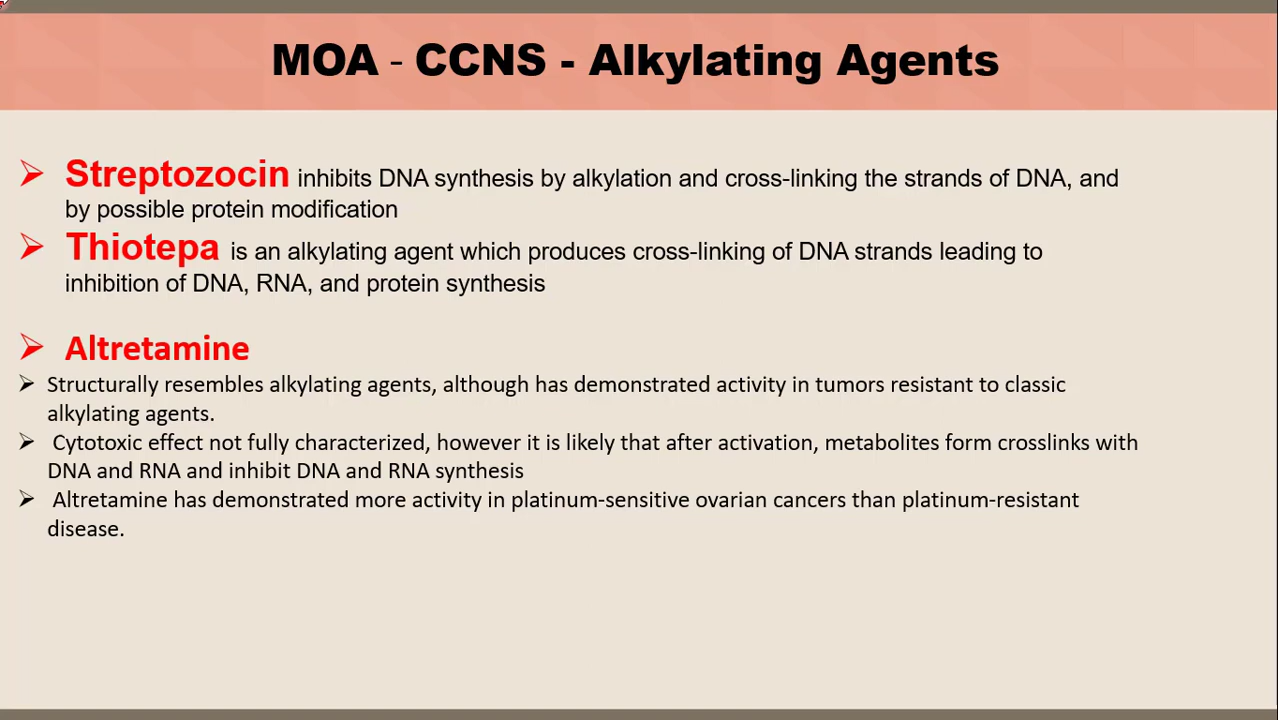 MOA - CCNS - Alkylating Agents
➢ Streptozocin inhibits DNA synthesis by alkylation and cross-linking the strands of DNA, and
by possible protein modification
➢ Thiotepa is an alkylating agent which produces cross-linking of DNA strands leading to
inhibition of DNA, RNA, and protein synthesis
➢ Altretamine
➢ Structurally resembles alkylating agents, although has demonstrated activity in tumors resistant to classic
alkylating agents.
➢ Cytotoxic effect not fully characterized, however it is likely that after activation, metabolites form crosslinks with
DNA and RNA and inhibit DNA and RNA synthesis
➢ Altretamine has demonstrated more activity in platinum-sensitive ovarian cancers than platinum-resistant
disease.